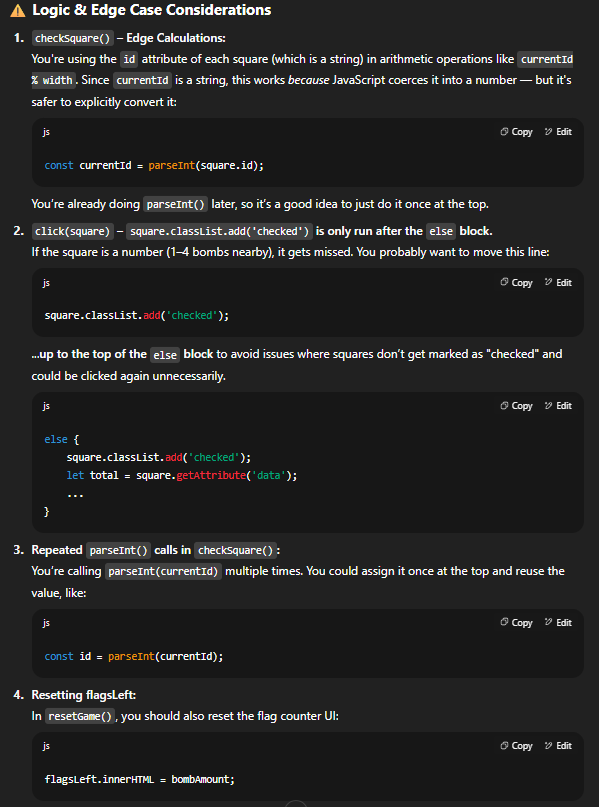 ⚠️ Logic & Edge Case Considerations
1. checkSquare() – Edge Calculations:
You're using the id attribute of each square (which is a string) in arithmetic operations like currentId
% width. Since currentId is a string, this works because JavaScript coerces it into a number — but it's
safer to explicitly convert it:
js
Copy
Edit
const currentId = parseInt(square.id);
You're already doing parseInt() later, so it's a good idea to just do it once at the top.
2. click(square) – square.classList.add('checked') is only run after the else block.
If the square is a number (1–4 bombs nearby), it gets missed. You probably want to move this line:
js
Copy
Edit
square.classList.add('checked');
...up to the top of the else block to avoid issues where squares don't get marked as "checked" and
could be clicked again unnecessarily.
js
Copy
Edit
else {
    square.classList.add('checked');
    let total = square.getAttribute('data');
    ...
}
3. Repeated parseInt() calls in checkSquare():
You're calling parseInt(currentId) multiple times. You could assign it once at the top and reuse the
value, like:
js
Copy
Edit
const id = parseInt(currentId);
4. Resetting flagsLeft:
In resetGame(), you should also reset the flag counter UI:
js
Copy
Edit
flagsLeft.innerHTML = bombAmount;